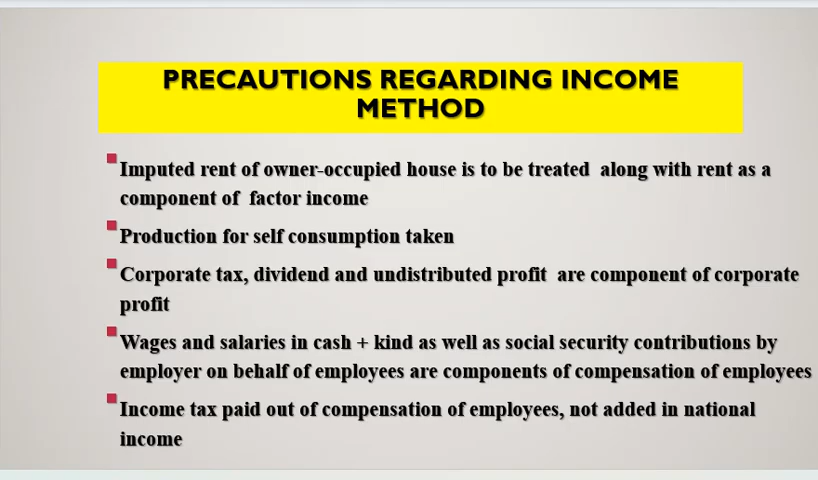 PRECAUTIONS REGARDING INCOME
METHOD
Imputed rent of owner-occupied house is to be treated along with rent as a
component of factor income
Production for self consumption taken
Corporate tax, dividend and undistributed profit are component of corporate
profit
Wages and salaries in cash + kind as well as social security contributions by
employer on behalf of employees are components of compensation of employees
Income tax paid out of compensation of employees, not added in national
income